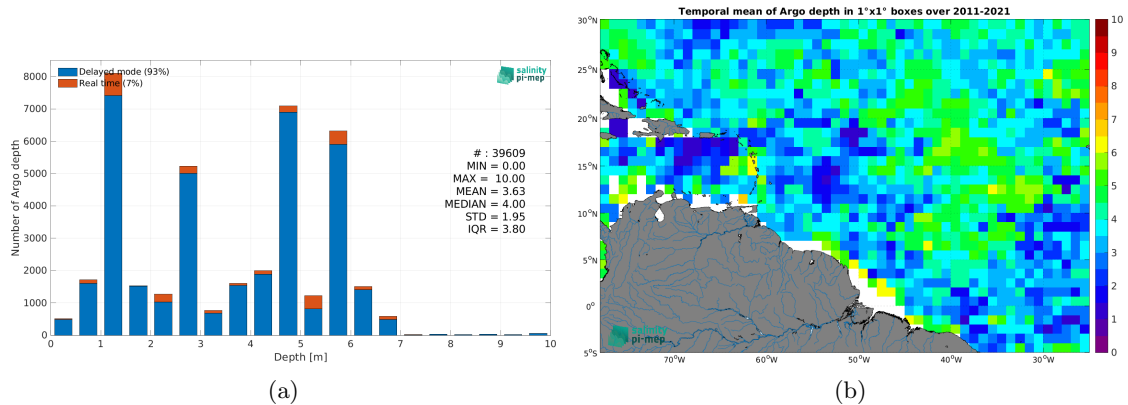 Delayed mode (93%)
Real time (7%)
salinity
pi-mep
8000
7000
6000
5000
4000
3000
2000
1000
0
Number of Argo depth
# : 39609
MIN = 0.00
MAX = 10.00
MEAN = 3.63
MEDIAN = 4.00
STD = 1.95
IQR = 3.80
0 1 2 3 4 5 6 7 8 9 10
Depth [m]
(a)
Temporal mean of Argo depth in 1°x1° boxes over 2011-2021
30°N
25°N
20°N
15°N
10°N
5°N
0°
5°S
70°W 60°W 50°W 40°W 30°W
salinity
pi-mep
10
9
8
7
6
5
4
3
2
1
0
(b)